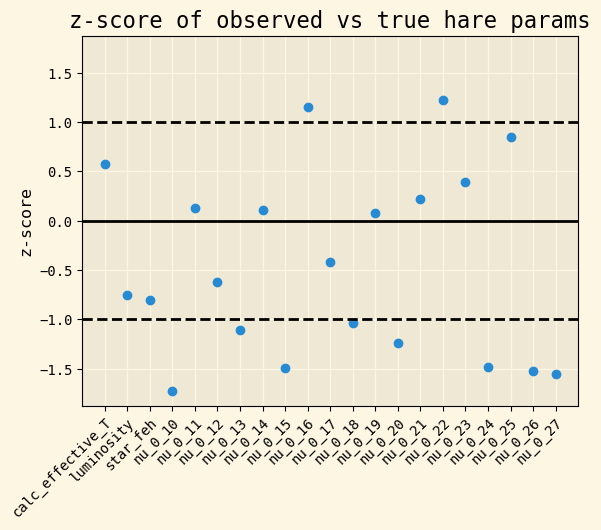 z-score of observed vs true hare params
z-score
1.5
1.0
0.5
0.0
−0.5
−1.0
−1.5
calc_effective_T
luminosity
star_feh
nu_0_10
nu_0_11
nu_0_12
nu_0_13
nu_0_14
nu_0_15
nu_0_16
nu_0_17
nu_0_18
nu_0_19
nu_0_20
nu_0_21
nu_0_22
nu_0_23
nu_0_24
nu_0_25
nu_0_26
nu_0_27